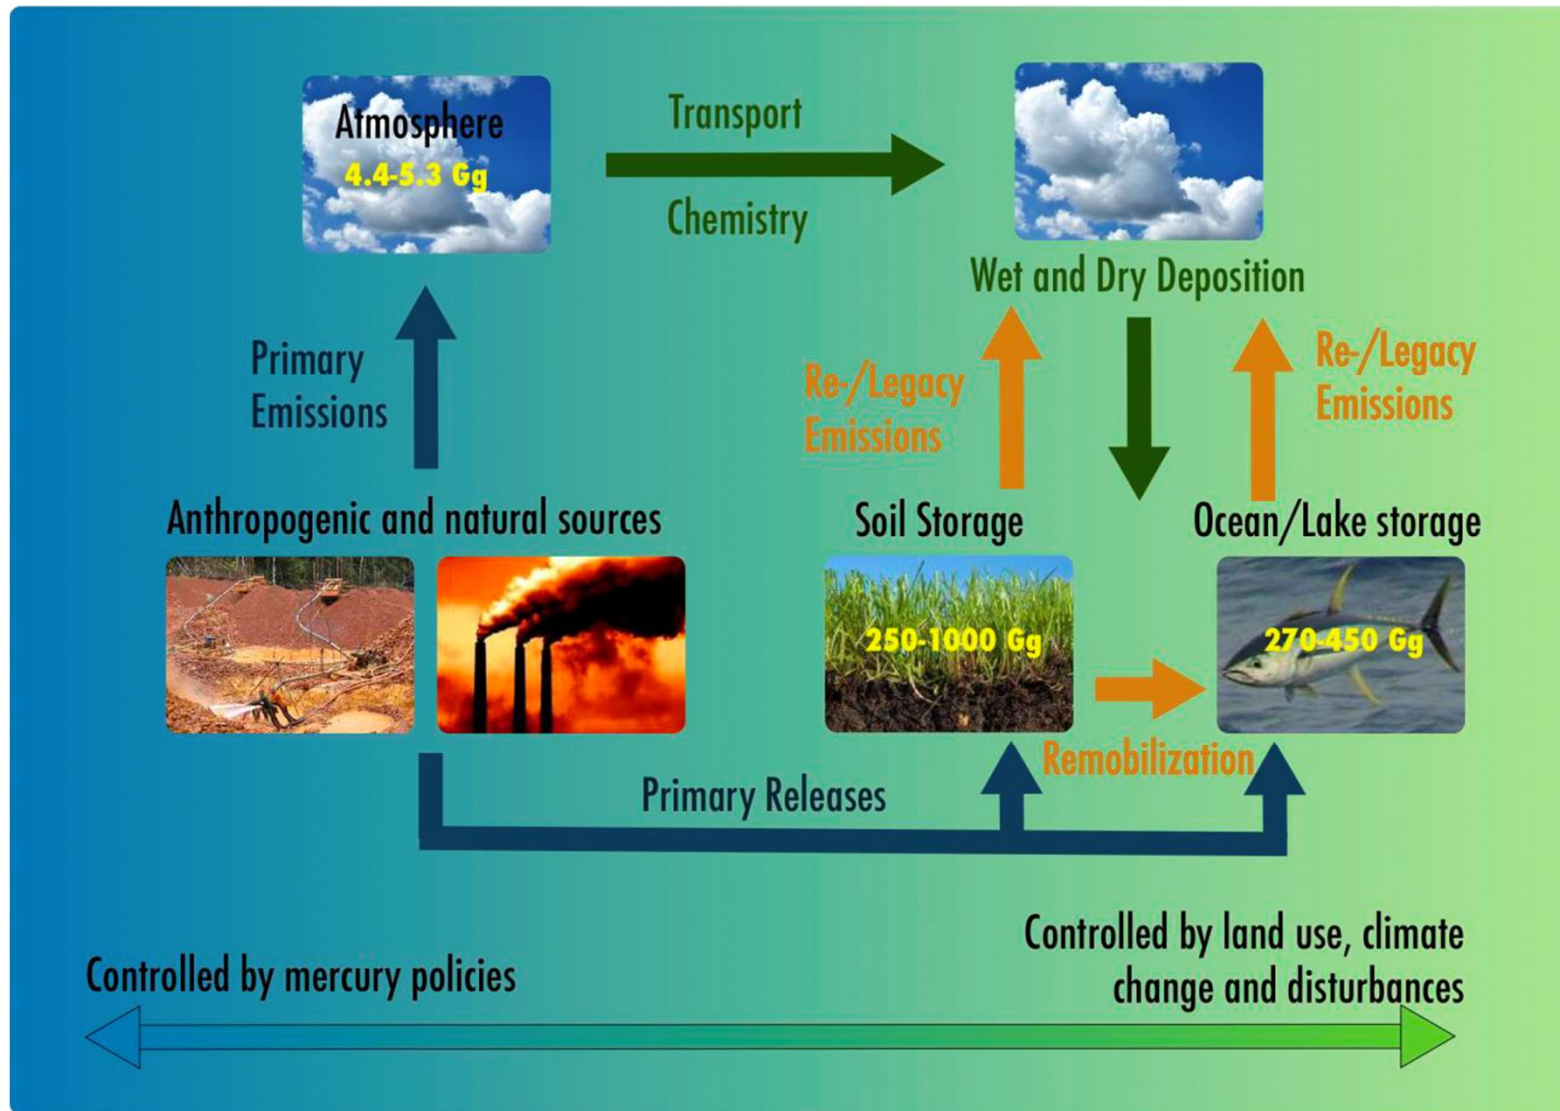 Atmosphere
4.4-5.3 Gg
Transport
Chemistry
Wet and Dry Deposition
Primary
Emissions
Re-/Legacy
Emissions
Re-/Legacy
Emissions
Anthropogenic and natural sources
Soil Storage
Ocean/Lake storage
250-1000 Gg
270-450 Gg
Remobilization
Primary Releases
Controlled by mercury policies
Controlled by land use, climate
change and disturbances